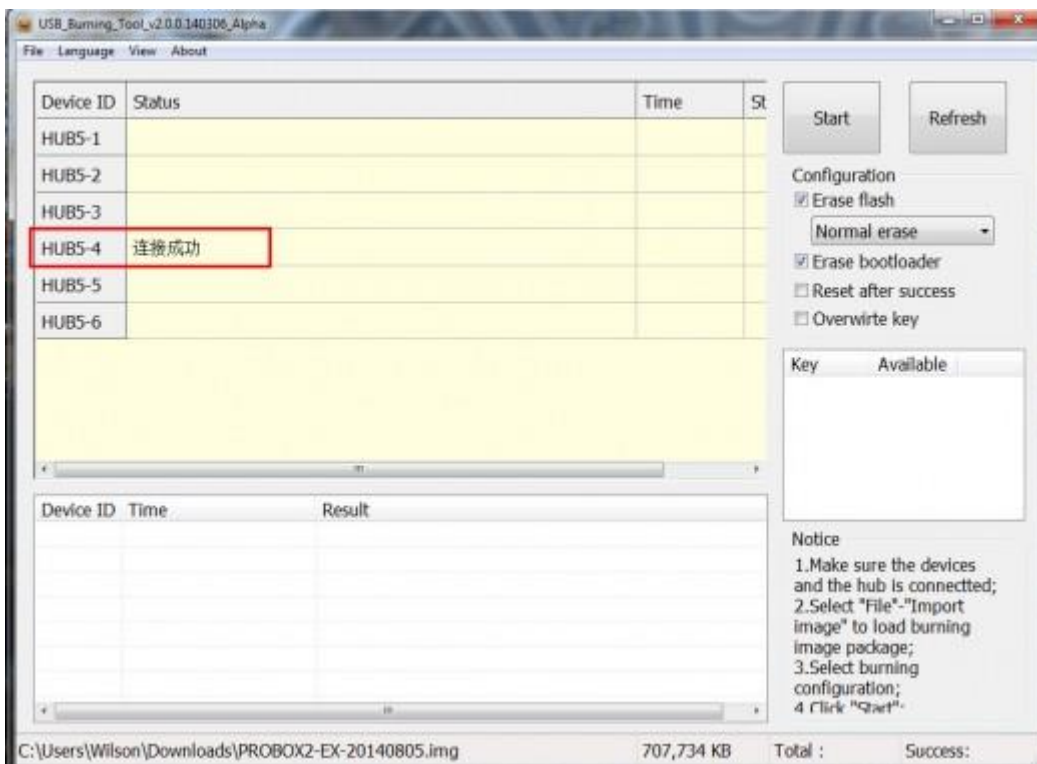 USB_Burning_Tool_v2.0.0.140306_Alpha
File Language View About
Device ID Status Time St
HUB5-1
HUB5-2
HUB5-3
HUB5-4 连接成功
HUB5-5
HUB5-6
Start Refresh
Configuration
Erase flash
Normal erase
Erase bootloader
Reset after success
Overwirte key
Key Available
Device ID Time Result
Notice
1.Make sure the devices
and the hub is connectted;
2.Select "File"-"Import
image" to load burning
image package;
3.Select burning
configuration;
4.Click "Start";
C:\Users\Wilson\Downloads\PROBOX2-EX-20140805.img 707,734 KB Total : Success: